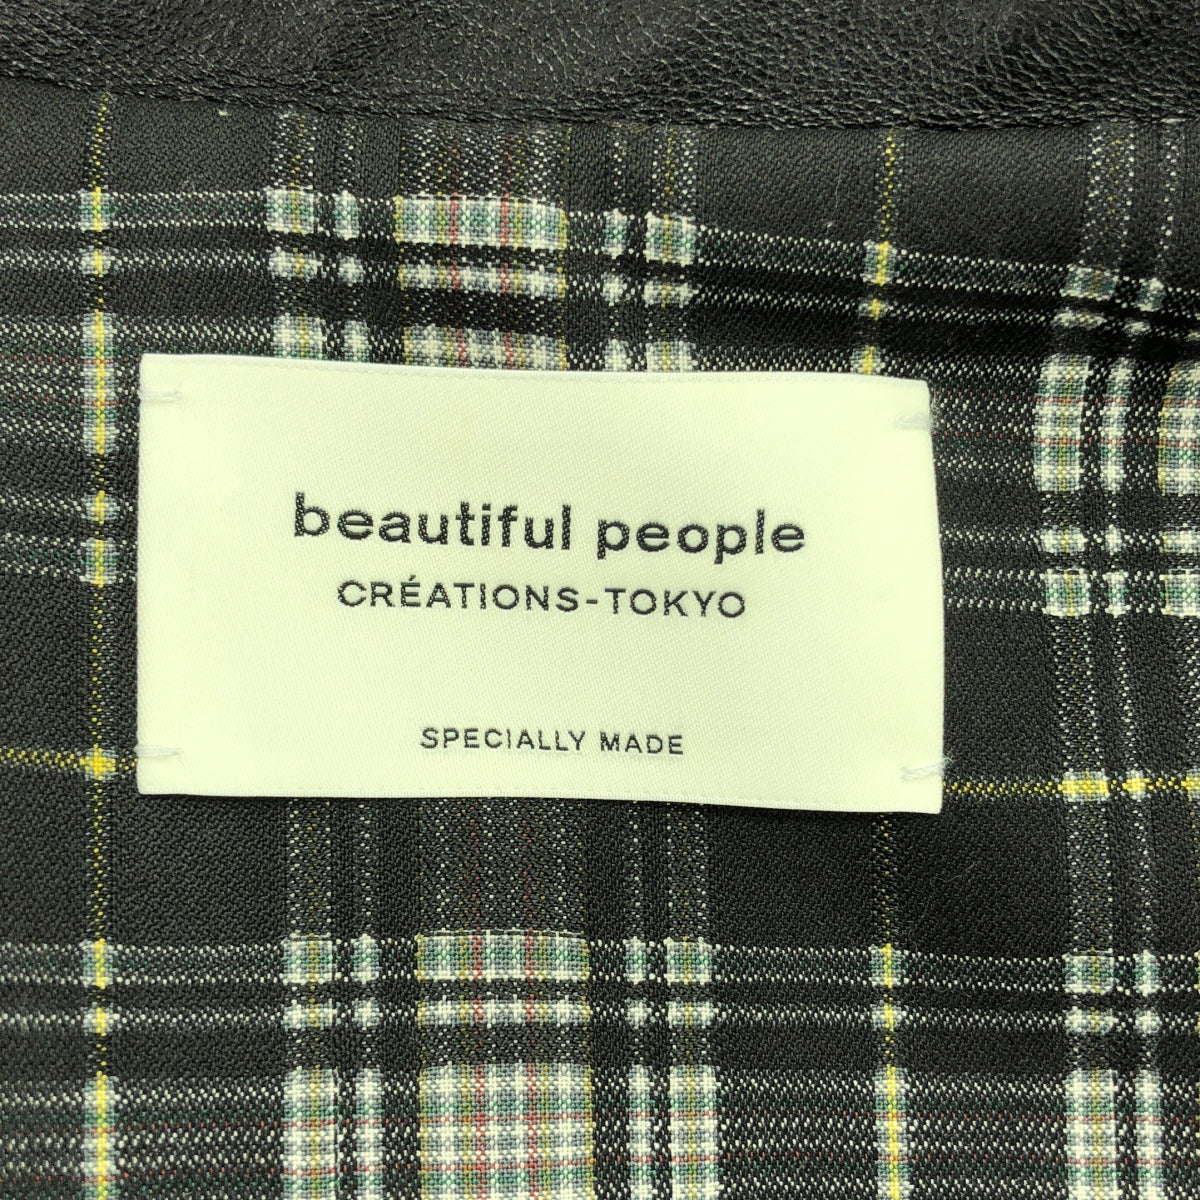 beautiful people
CRÉATIONS-TOKYO
SPECIALLY MADE